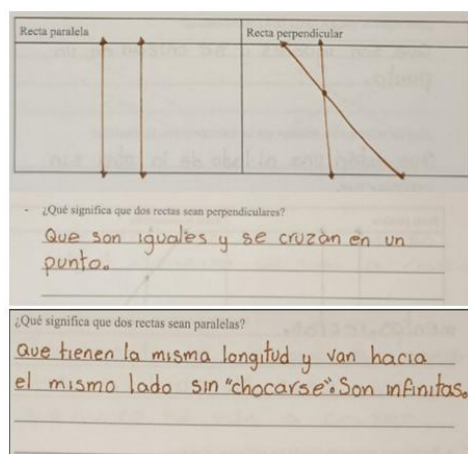 Recta paralela
Recta perpendicular
- ¿Qué significa que dos rectas sean perpendiculares?
Que son iguales y se cruzan en un
punto.
¿Qué significa que dos rectas sean paralelas?
Que tienen la misma longitud y van hacia
el mismo lado sin "chocarse". Son infinitas.